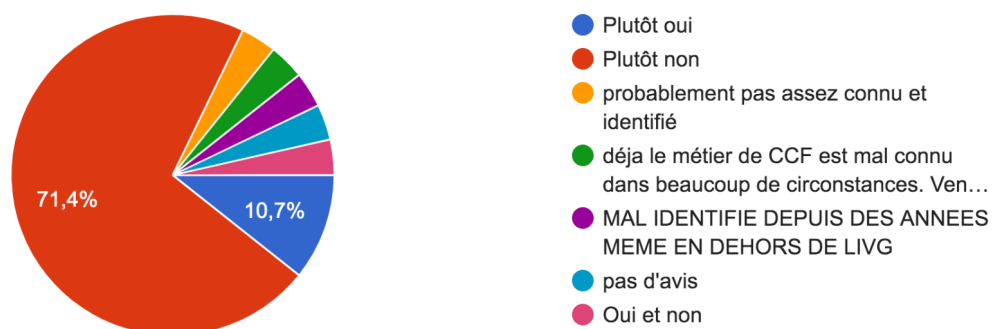 71,4%
10,7%
Plutôt oui
Plutôt non
probablement pas assez connu et
identifié
déja le métier de CCF est mal connu
dans beaucoup de circonstances. Ven…
MAL IDENTIFIE DEPUIS DES ANNEES
MEME EN DEHORS DE LIVG
pas d'avis
Oui et non